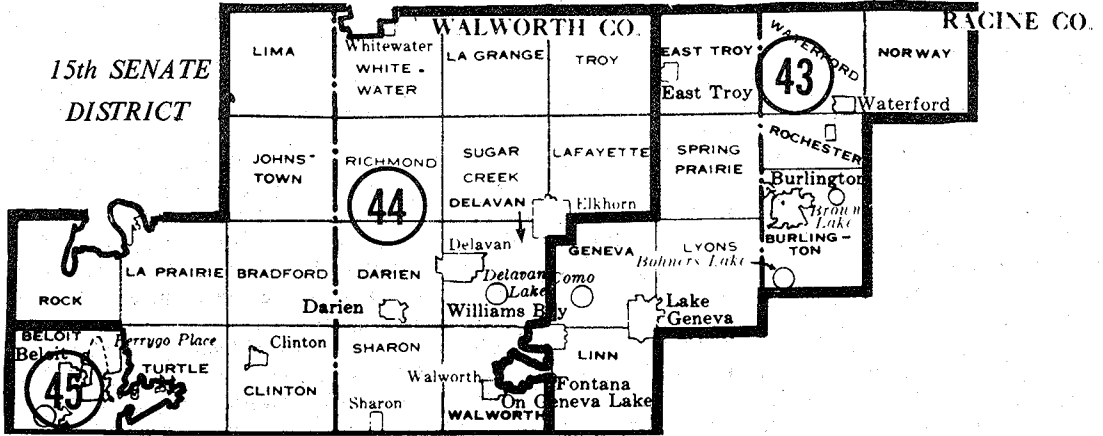 WALWORTH CO.
RACINE CO.
15th SENATE
DISTRICT
LIMA
Whitewater
WHITE -
WATER
LA GRANGE
TROY
EAST TROY
East Troy
WATERFORD
43
NORWAY
Waterford
JOHNS-
TOWN
RICHMOND
44
SUGAR
CREEK
DELAVAN
LAFAYETTE
Elkhorn
SPRING
PRAIRIE
ROCHESTER
Burlington
Brown
Lake
BURLING-
TON
ROCK
LA PRAIRIE
BRADFORD
DARIEN
Darien
Delavan
Delavan
Lake
Como
GENEVA
LYONS
Bohners Lake
Williams Bay
Lake
Geneva
BELOIT
Beloit
45
Perrygo Place
TURTLE
Clinton
CLINTON
SHARON
Sharon
Walworth
WALWORTH
LINN
Fontana
On Geneva Lake